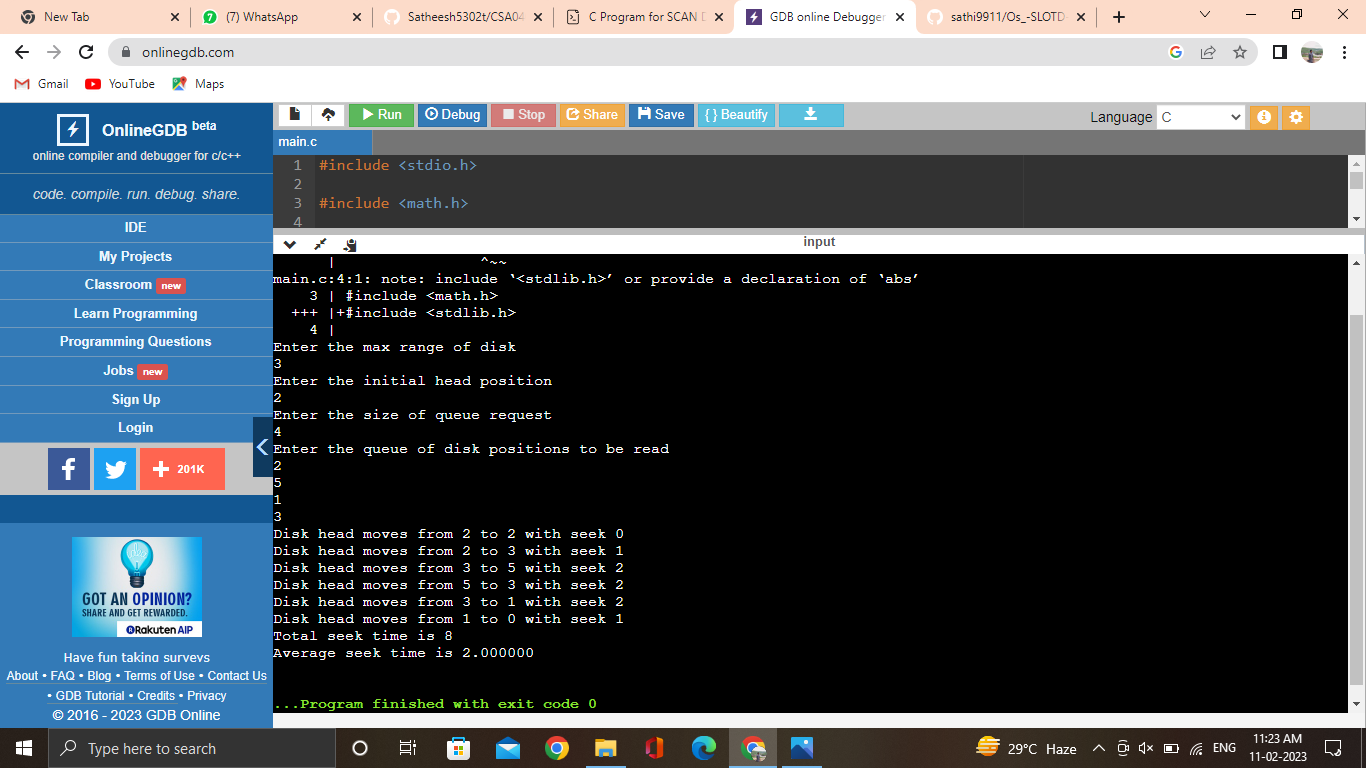 New Tab
(7) WhatsApp
Satheesh5302t/CSA04
C Program for SCAN D
GDB online Debugger
sathi9911/Os_-SLOTD
onlinegdb.com
Gmail
YouTube
Maps
OnlineGDB beta
online compiler and debugger for c/c++
code. compile. run. debug. share.
IDE
My Projects
Classroom new
Learn Programming
Programming Questions
Jobs new
Sign Up
Login
201K
GOT AN OPINION?
SHARE AND GET REWARDED.
Rakuten AIP
Have fun taking surveys
About • FAQ • Blog • Terms of Use • Contact Us
• GDB Tutorial • Credits • Privacy
© 2016 - 2023 GDB Online
Run
Debug
Stop
Share
Save
{ } Beautify
Language C
main.c
1 #include <stdio.h>
2
3 #include <math.h>
4
input
| ^~~
main.c:4:1: note: include ‘<stdlib.h>’ or provide a declaration of ‘abs’
3 | #include <math.h>
+++ |+#include <stdlib.h>
4 |
Enter the max range of disk
3
Enter the initial head position
2
Enter the size of queue request
4
Enter the queue of disk positions to be read
2
5
1
3
Disk head moves from 2 to 2 with seek 0
Disk head moves from 2 to 3 with seek 1
Disk head moves from 3 to 5 with seek 2
Disk head moves from 5 to 3 with seek 2
Disk head moves from 3 to 1 with seek 2
Disk head moves from 1 to 0 with seek 1
Total seek time is 8
Average seek time is 2.000000
...Program finished with exit code 0
Type here to search
29°C Haze
ENG
11:23 AM
11-02-2023